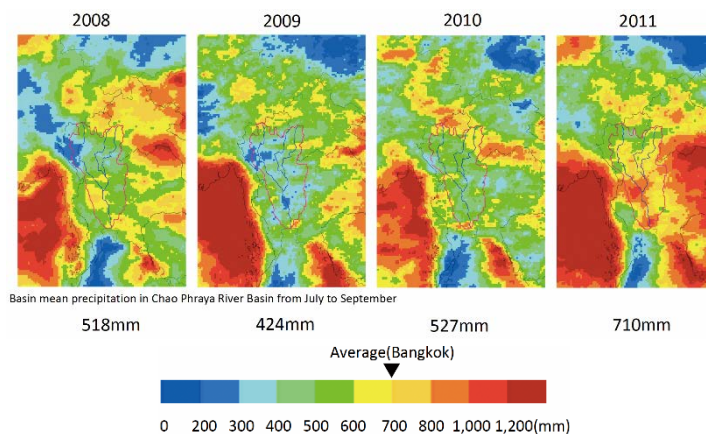 2008 2009 2010 2011
Basin mean precipitation in Chao Phraya River Basin from July to September
518mm 424mm 527mm 710mm
Average(Bangkok)
0 200 300 400 500 600 700 800 1,000 1,200(mm)